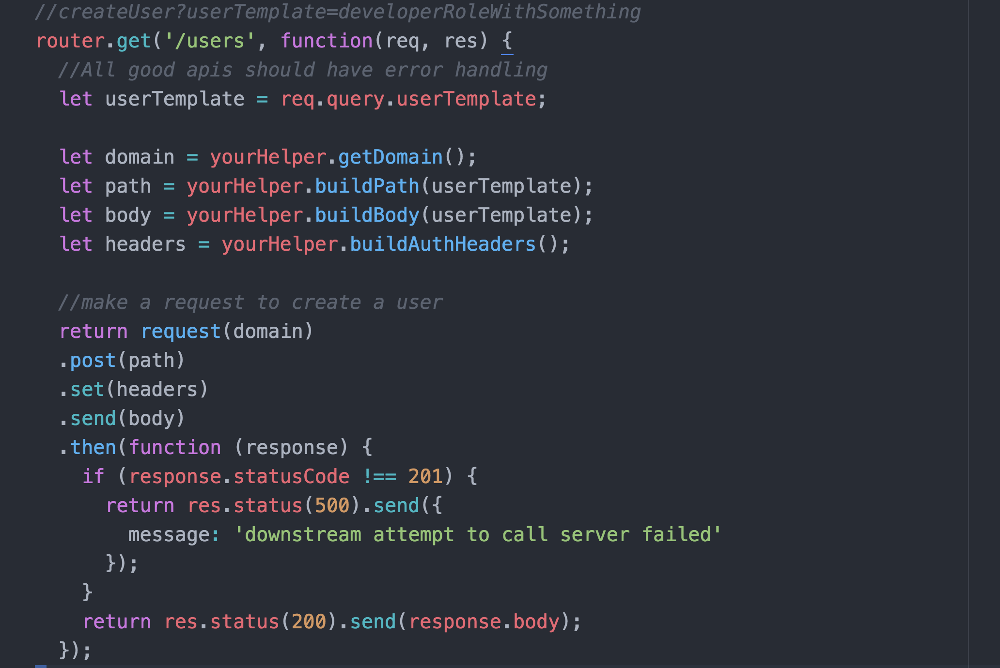 //createUser?userTemplate=developerRoleWithSomething
router.get('/users', function(req, res) {
  //All good apis should have error handling
  let userTemplate = req.query.userTemplate;

  let domain = yourHelper.getDomain();
  let path = yourHelper.buildPath(userTemplate);
  let body = yourHelper.buildBody(userTemplate);
  let headers = yourHelper.buildAuthHeaders();

  //make a request to create a user
  return request(domain)
  .post(path)
  .set(headers)
  .send(body)
  .then(function (response) {
    if (response.statusCode !== 201) {
      return res.status(500).send({
        message: 'downstream attempt to call server failed'
      });
    }
    return res.status(200).send(response.body);
  });